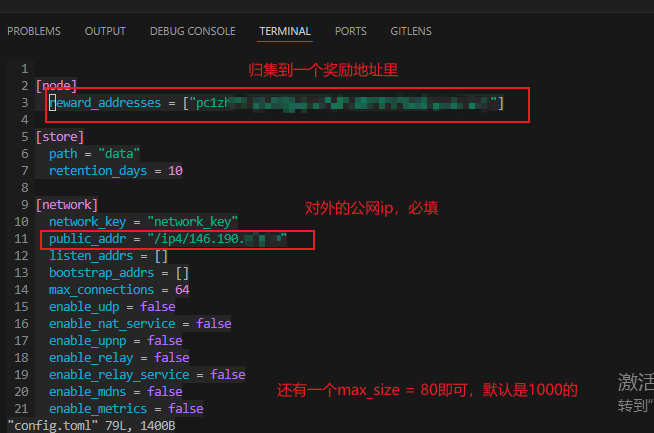 PROBLEMS OUTPUT DEBUG CONSOLE TERMINAL PORTS GITLENS
归集到一个奖励地址里
1
2 [node]
3 reward_addresses = ["pc1z"]
4
5 [store]
6 path = "data"
7 retention_days = 10
8
对外的公网ip，必填
9 [network]
10 network_key = "network_key"
11 public_addr = "/ip4/146.190."
12 listen_addrs = []
13 bootstrap_addrs = []
14 max_connections = 64
15 enable_udp = false
16 enable_nat_service = false
17 enable_upnp = false
18 enable_relay = false
19 enable_relay_service = false
还有一个max_size = 80即可，默认是1000的
20 enable_mdns = false
21 enable_metrics = false
"config.toml" 79L, 1400B
激活
转到"